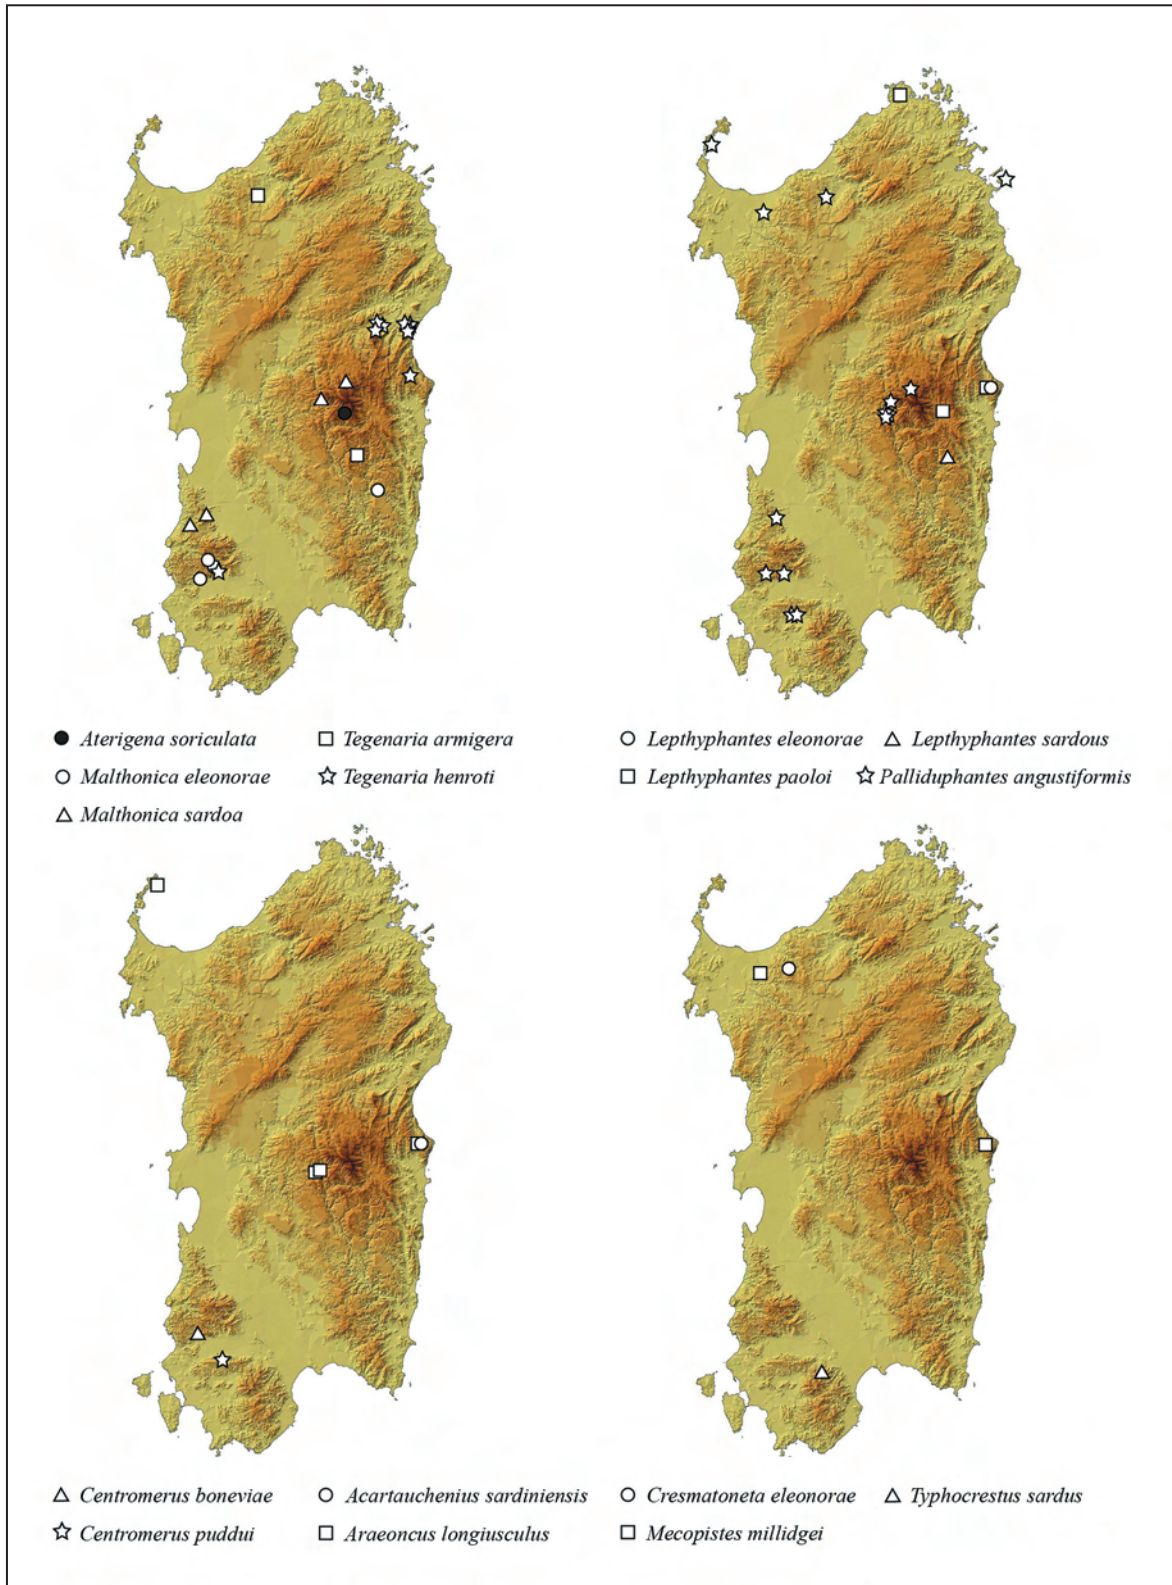 Aterigena soriculata
Tegenaria armigera
Malthonica eleonorae
Tegenaria henroti
Malthonica sardoa
Lepthyphantes eleonorae
Lepthyphantes sardous
Lepthyphantes paoloi
Palliduphantes angustiformis
Centromerus boneviae
Acartauchenius sardiniensis
Centromerus puddui
Araeoncus longiusculus
Cresmatoneta eleonorae
Typhocrestus sardus
Mecopistes millidgei